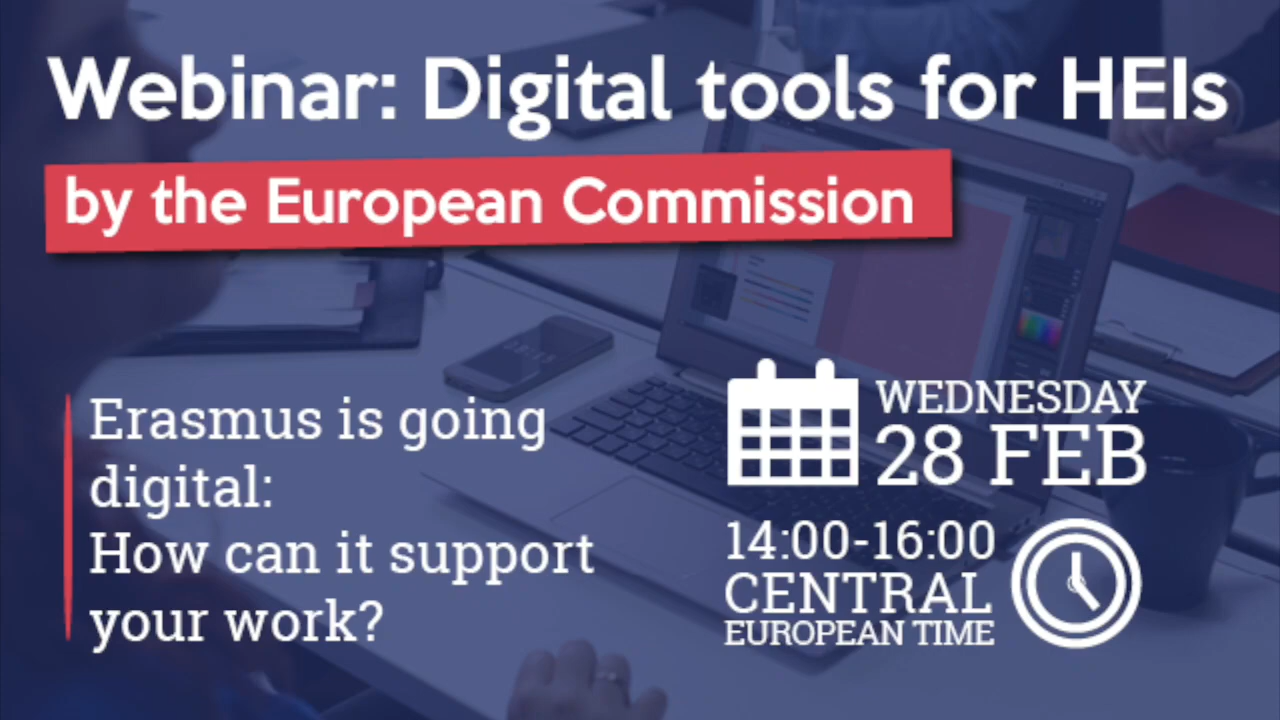 Webinar: Digital tools for HEIs
by the European Commission
Erasmus is going
digital:
How can it support
your work?
WEDNESDAY
28 FEB
14:00-16:00
CENTRAL
EUROPEAN TIME